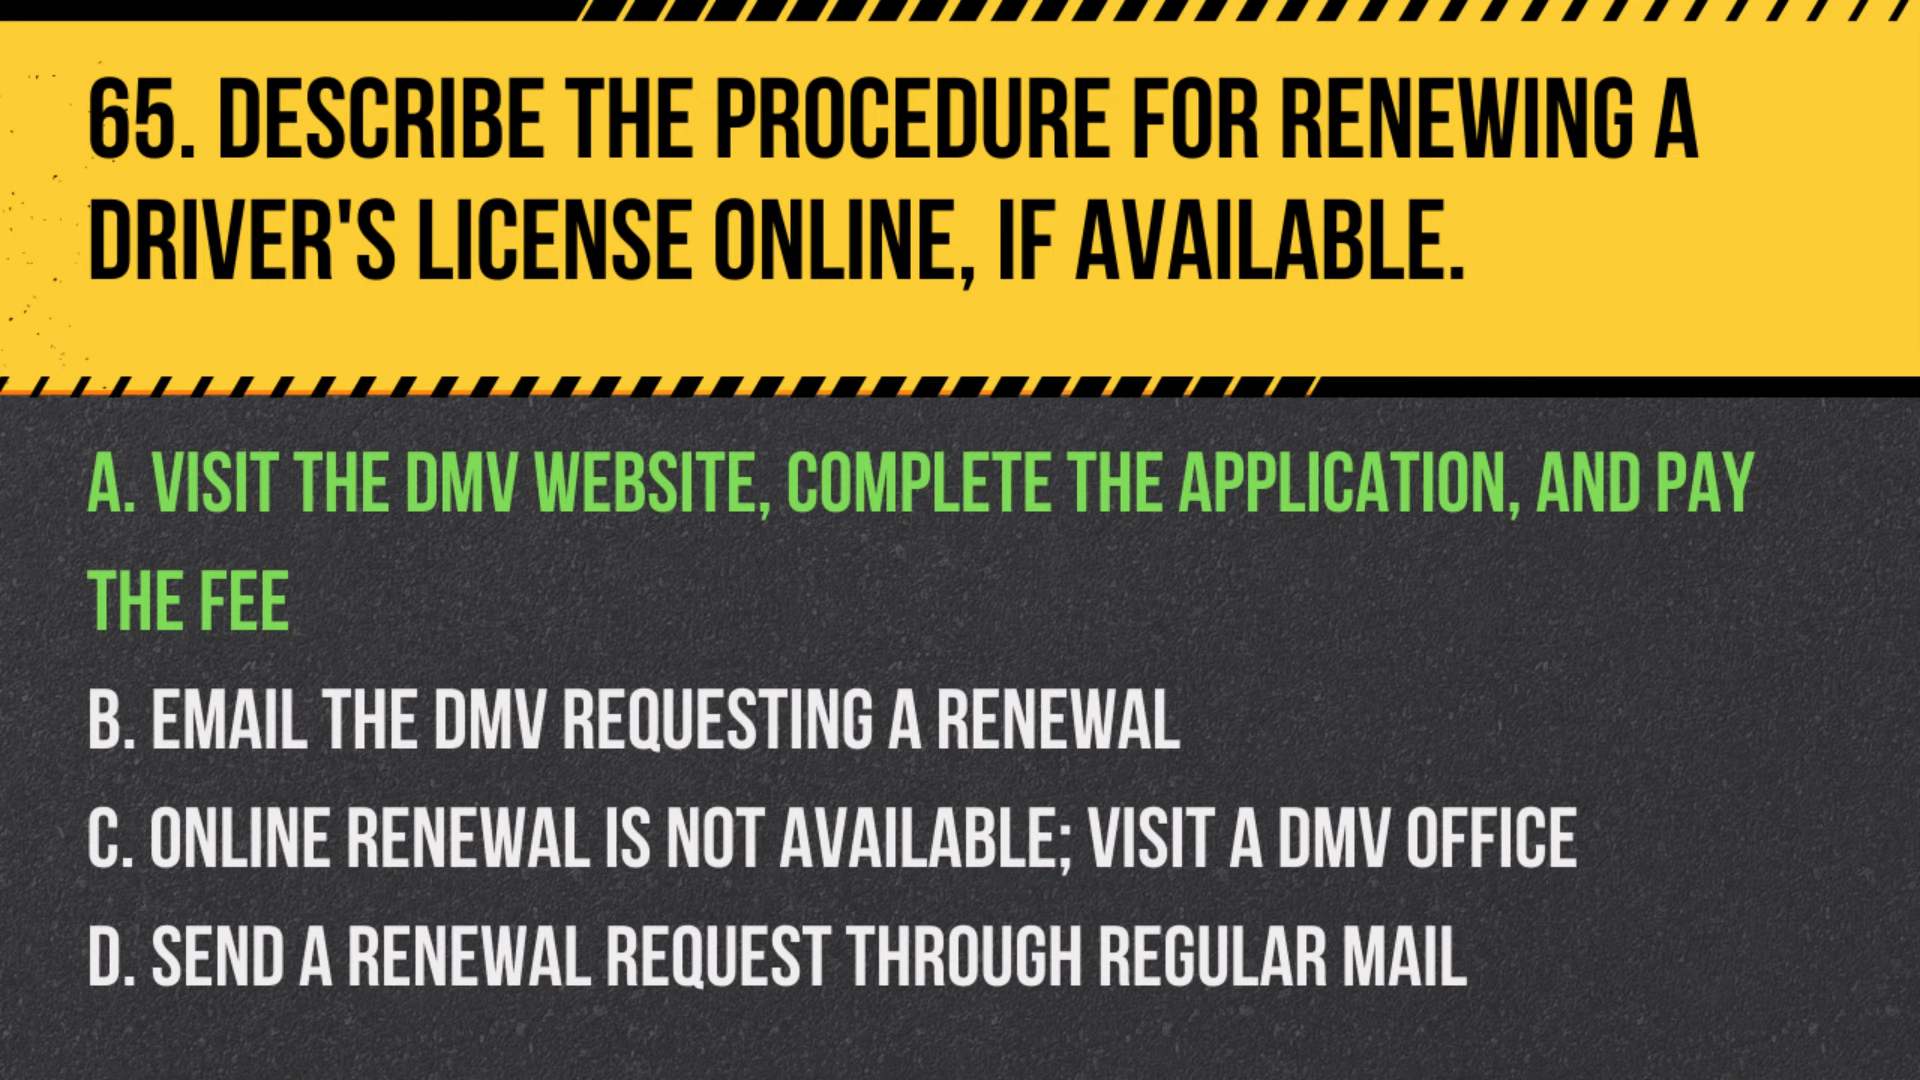 65. DESCRIBE THE PROCEDURE FOR RENEWING A
DRIVER'S LICENSE ONLINE, IF AVAILABLE.
A. VISIT THE DMV WEBSITE, COMPLETE THE APPLICATION, AND PAY
THE FEE
B. EMAIL THE DMV REQUESTING A RENEWAL
C. ONLINE RENEWAL IS NOT AVAILABLE; VISIT A DMV OFFICE
D. SEND A RENEWAL REQUEST THROUGH REGULAR MAIL